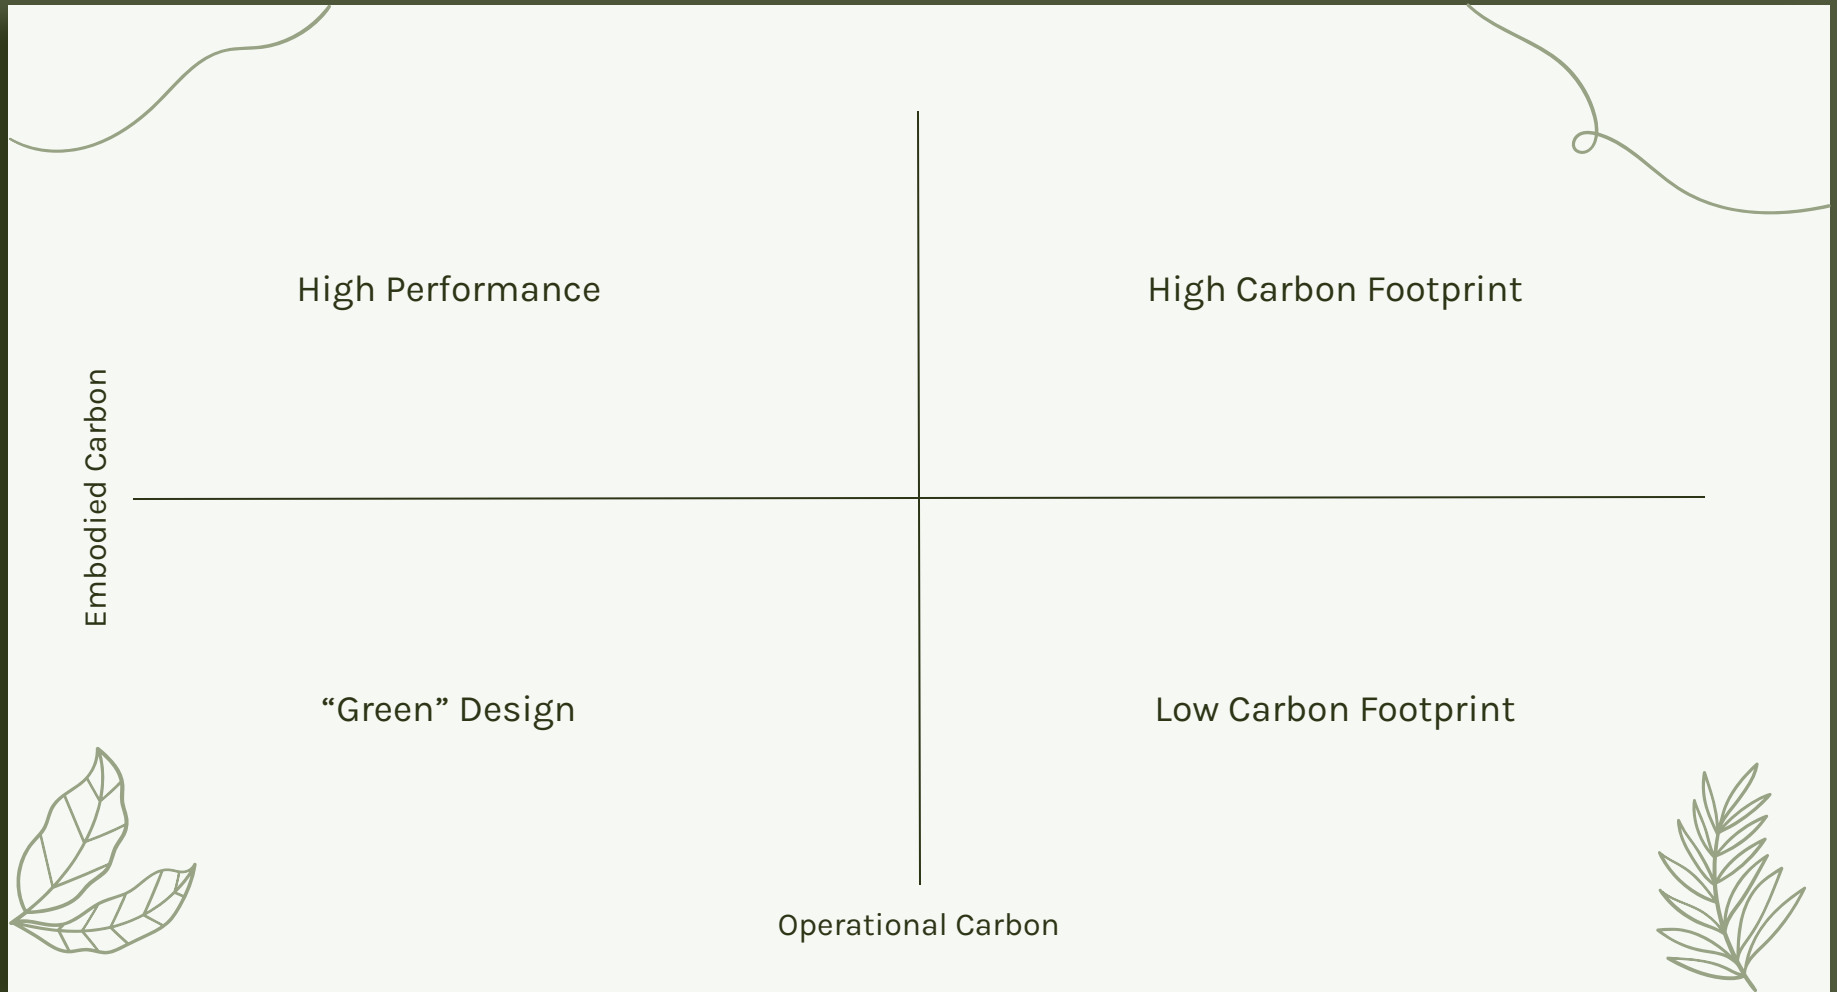 High Performance
High Carbon Footprint
Embodied Carbon
“Green” Design
Low Carbon Footprint
Operational Carbon